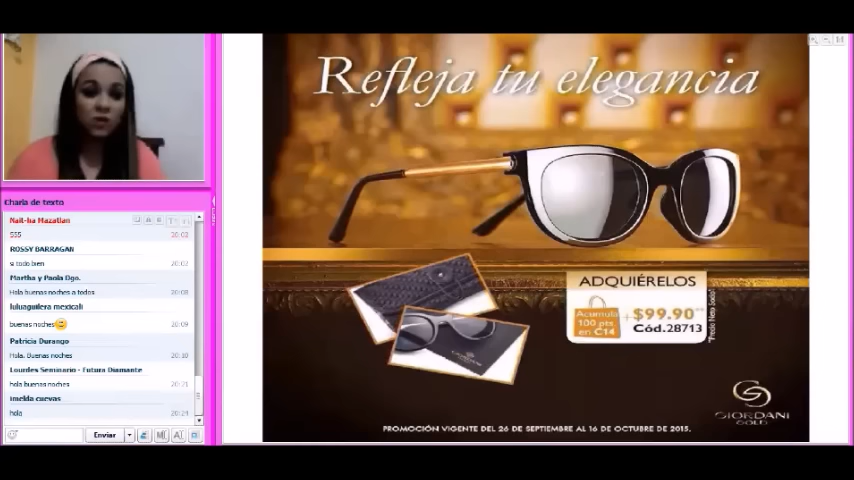 Charla de texto
Nait-ha Mazatlan
555
20:02
ROSSY BARRAGAN
si todo bien
20:02
Martha y Paola Dgo.
Hola buenas noches a todos
20:08
luluaguilera mexicali
buenas noches
20:09
Patricia Durango
Hola. Buenas noches
20:10
Lourdes Seminario - Futura Diamante
hola buenas noches
20:21
Imelda cuevas
hola
20:24
Enviar
Refleja tu elegancia
ADQUIÉRELOS
Acumula
100 pts
en C14
+$99.90**
Cód.28713
GIORDANI
GOLD
PROMOCIÓN VIGENTE DEL 26 DE SEPTIEMBRE AL 16 DE OCTUBRE DE 2015.